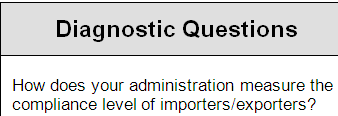 Diagnostic Questions
How does your administration measure the
compliance level of importers/exporters?